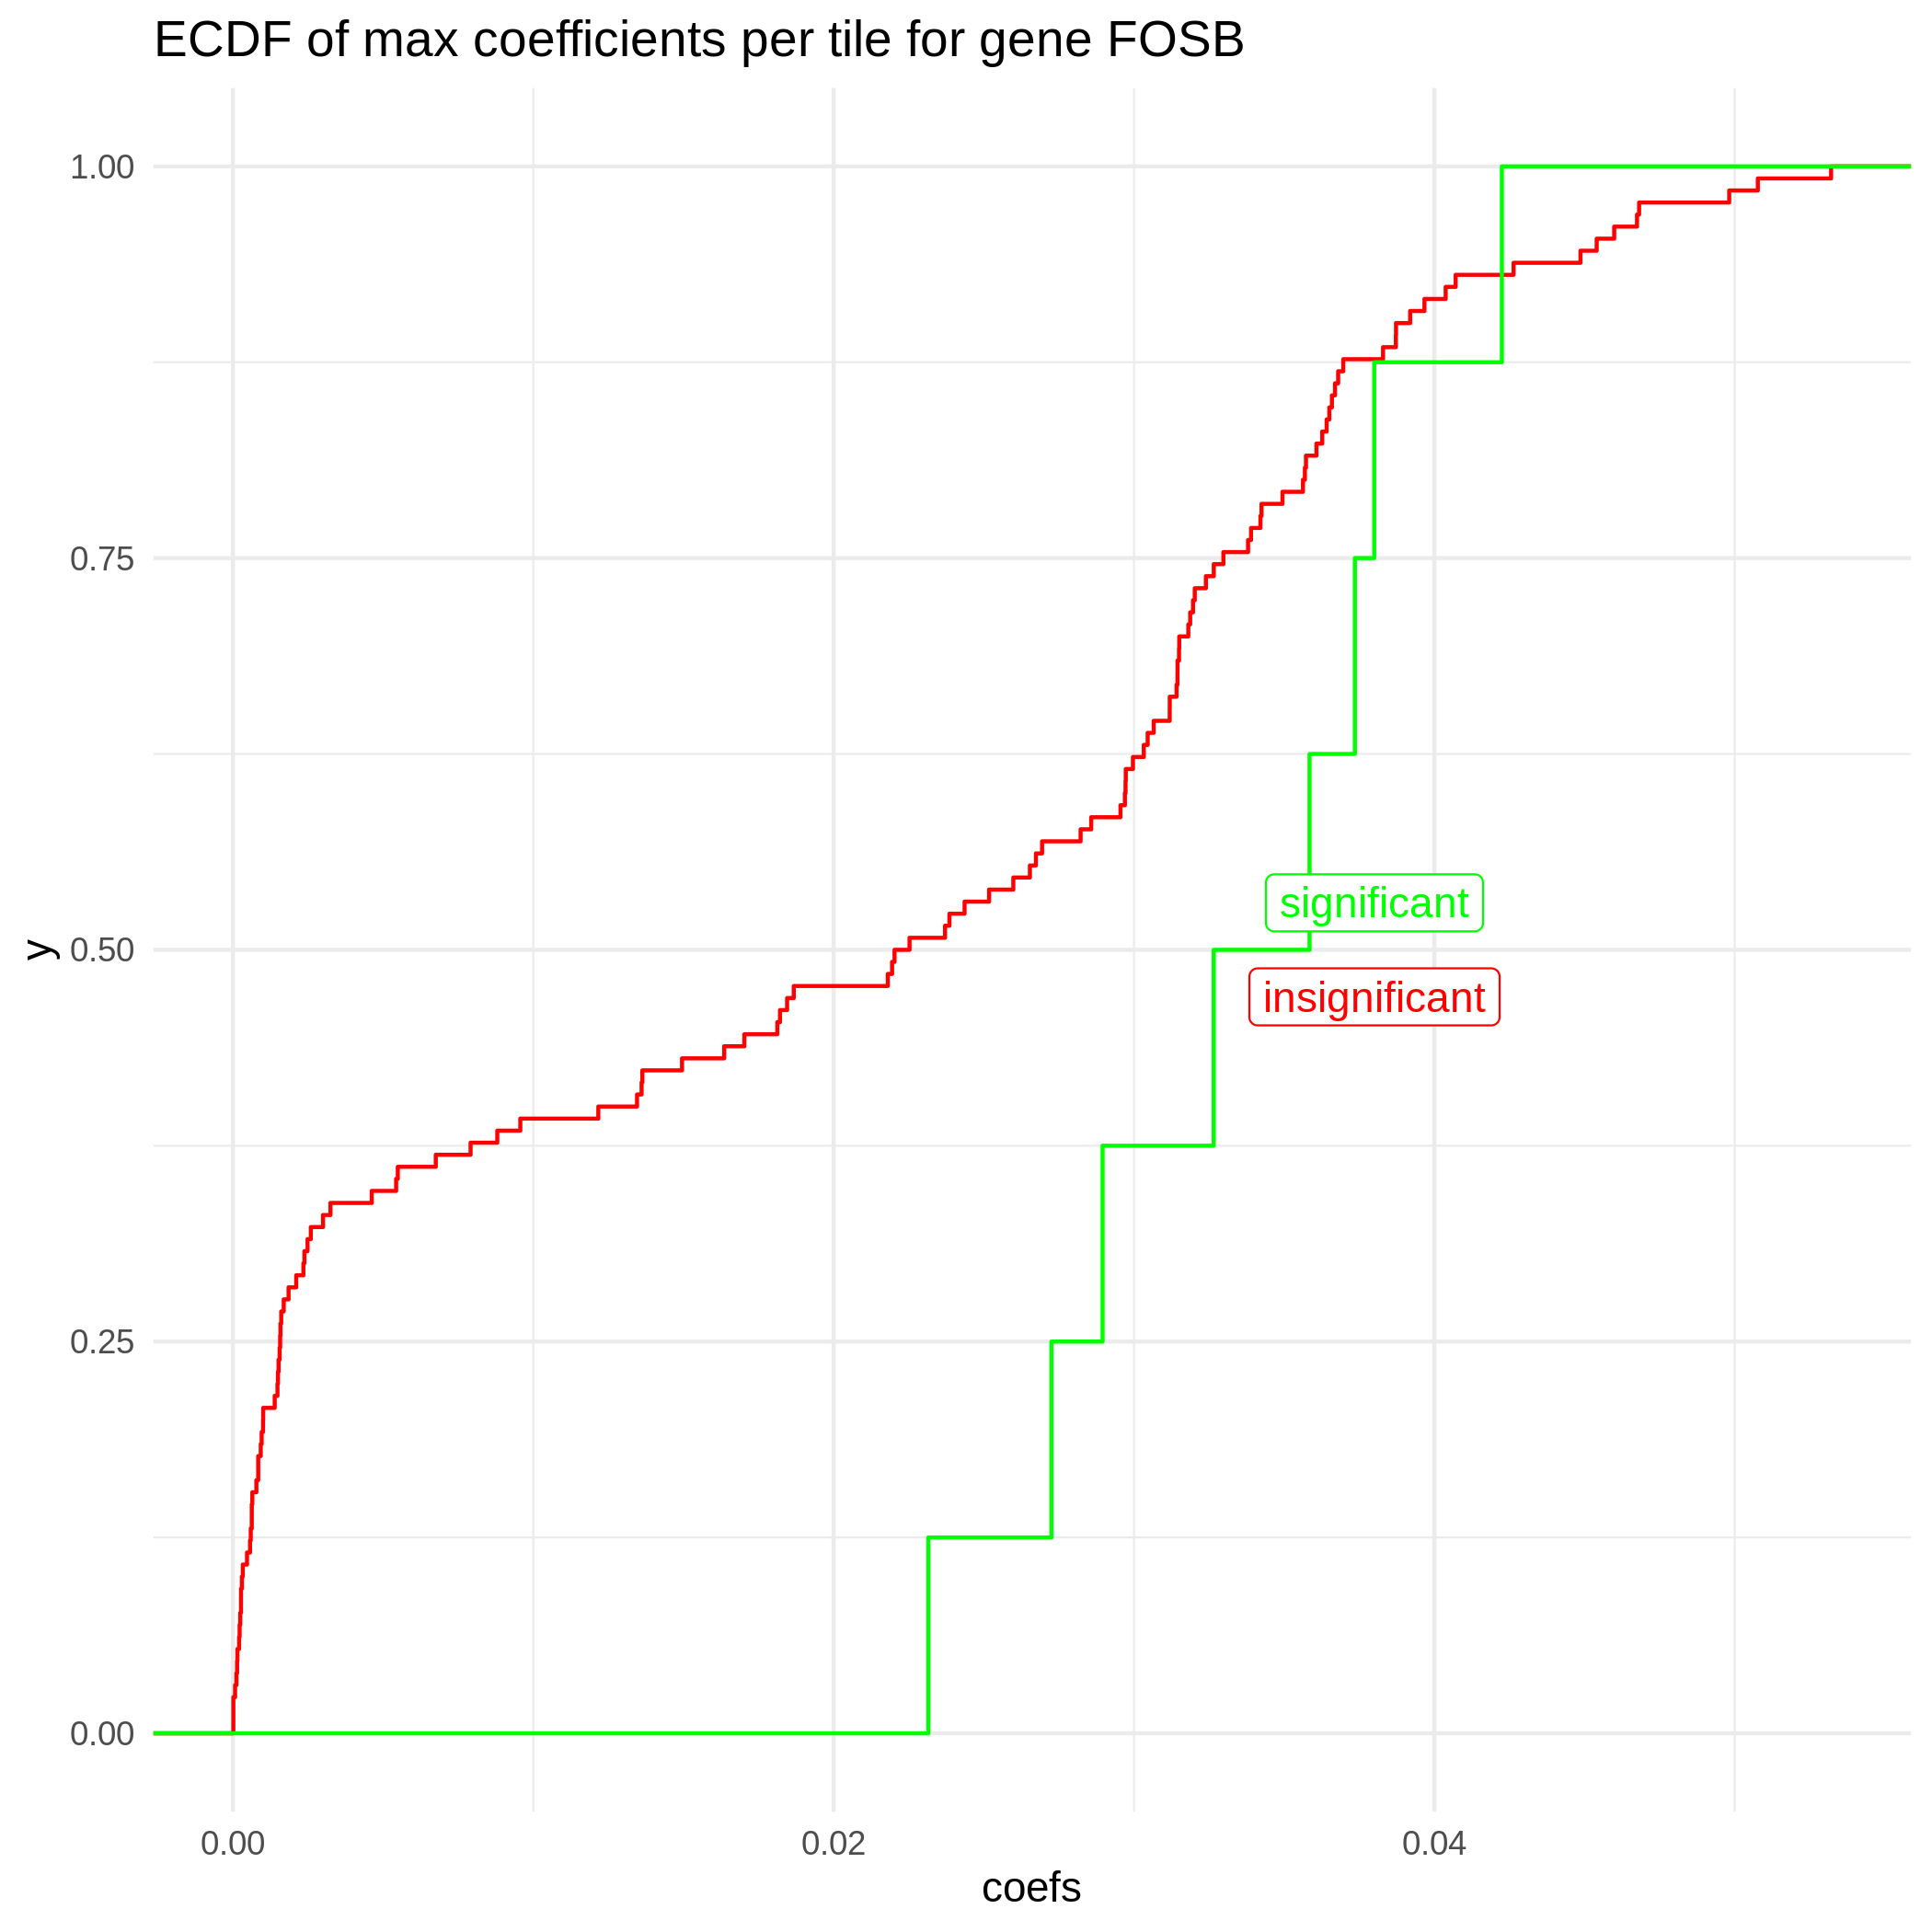 ECDF of max coefficients per tile for gene FOSB
1.00
0.75
0.50
0.25
0.00
y
significant
insignificant
0.00 0.02 0.04
coefs